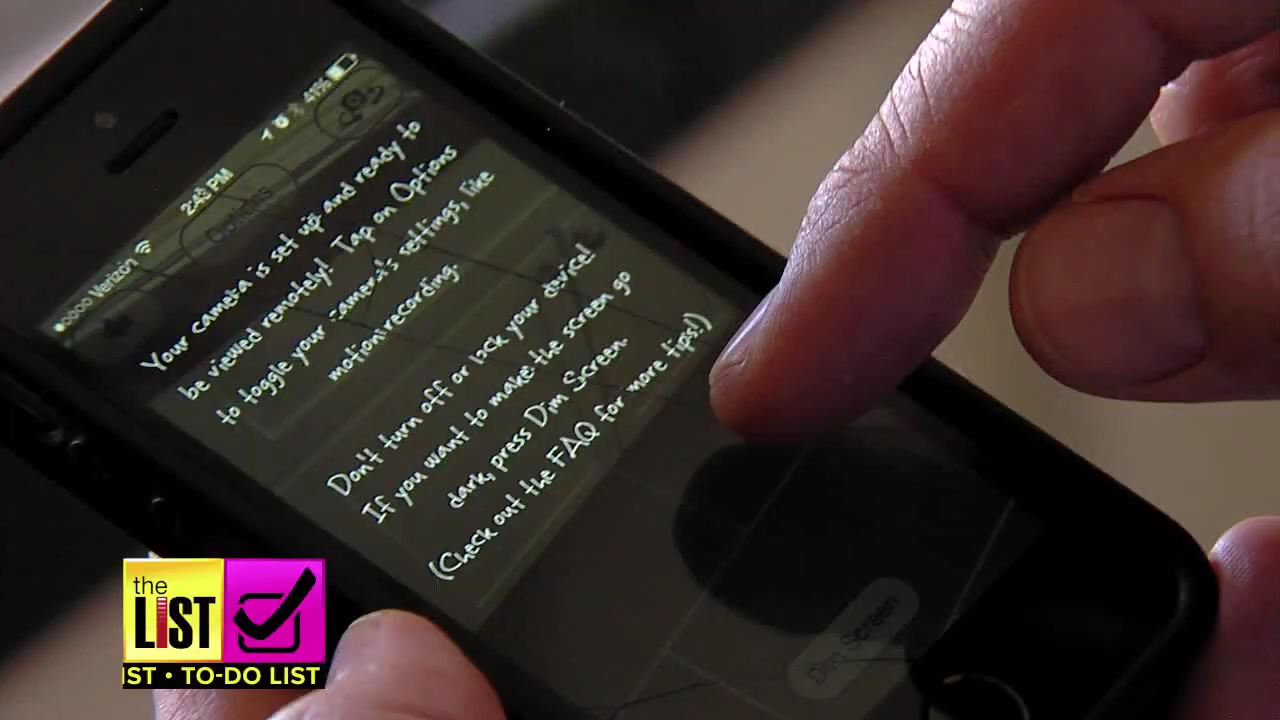 ●○○○○ Verizon 2:43 PM 41%
Options
Your camera is set up and ready to
be viewed remotely! Tap on Options
to toggle your camera's settings, like
motion recording.
Don't turn off or lock your device!
If you want to make the screen go
dark, press Dim Screen.
(Check out the FAQ for more tips!)
Dim Screen
the
LIST
IST • TO-DO LIST